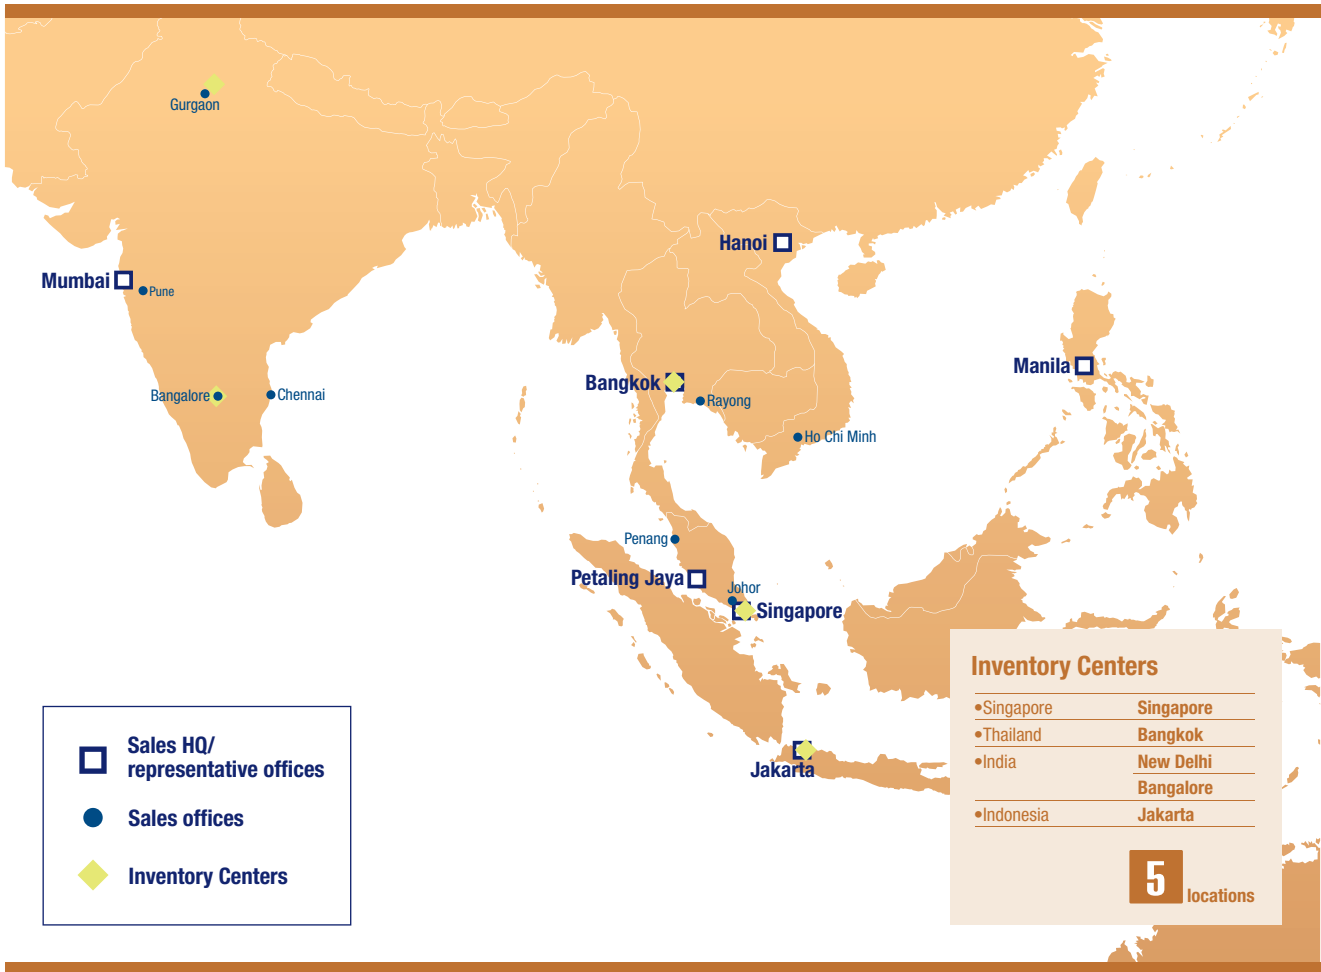 Gurgaon
Hanoi
Mumbai
Pune
Manila
Bangkok
Bangalore
Chennai
Rayong
Ho Chi Minh
Penang
Petaling Jaya
Johor
Singapore
Jakarta
Sales HQ/
representative offices
Sales offices
Inventory Centers
Inventory Centers
•Singapore Singapore
•Thailand Bangkok
•India New Delhi
Bangalore
•Indonesia Jakarta
5 locations